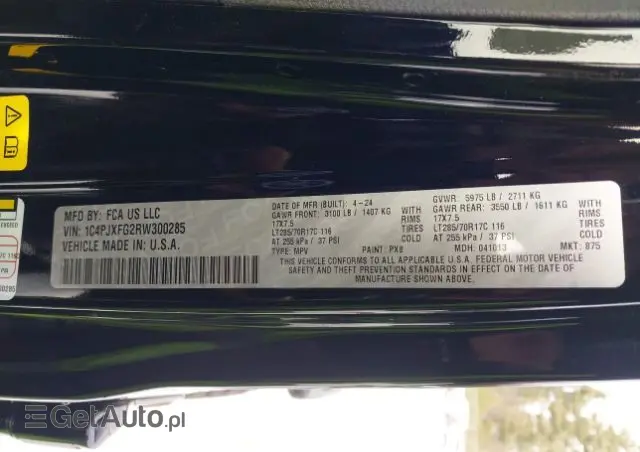 MFD BY: FCA US LLC
VIN: 1C4PJXFG2RW300285
VEHICLE MADE IN: U.S.A.
DATE OF MFR (BUILT): 4-24
GAWR FRONT: 3100 LB / 1407 KG WITH
17X7.5 RIMS
LT285/70R17C 116 TIRES
AT 255 kPa / 37 PSI COLD
TYPE: MPV PAINT: PX8
GVWR: 5975 LB / 2711 KG
GAWR REAR: 3550 LB / 1611 KG WITH
17X7.5 RIMS
LT285/70R17C 116 TIRES
AT 255 kPa / 37 PSI COLD
MDH: 041013 MKT: 875
THIS VEHICLE CONFORMS TO ALL APPLICABLE U.S.A. FEDERAL MOTOR VEHICLE
SAFETY AND THEFT PREVENTION STANDARDS IN EFFECT ON THE DATE
OF MANUFACTURE SHOWN ABOVE.
00285
GetAuto Online